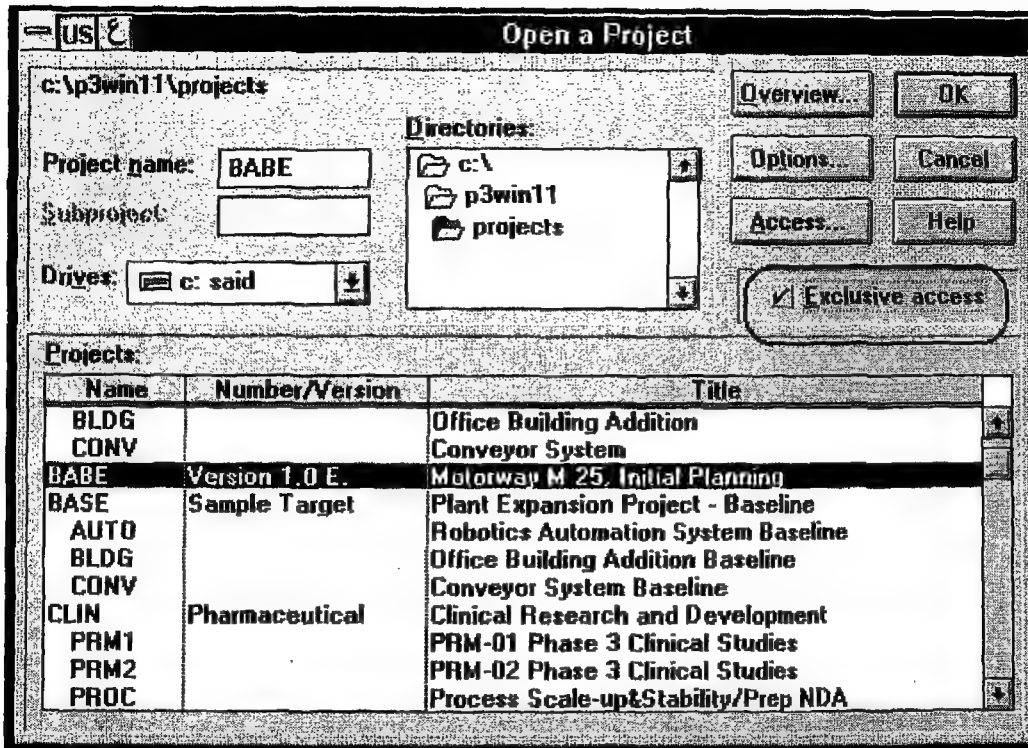 US ع Open a Project
c:\p3win11\projects
Project name: BABE
Subproject:
Drives: c: said
Directories:
c:\
p3win11
projects
Overview... OK
Options... Cancel
Access... Help
Exclusive access
Projects:
Name Number/Version Title
BLDG Office Building Addition
CONV Conveyor System
BABE Version 1.0 E. Motorway M 25, Initial Planning
BASE Sample Target Plant Expansion Project - Baseline
AUTO Robotics Automation System Baseline
BLDG Office Building Addition Baseline
CONV Conveyor System Baseline
CLIN Pharmaceutical Clinical Research and Development
PRM1 PRM-01 Phase 3 Clinical Studies
PRM2 PRM-02 Phase 3 Clinical Studies
PROC Process Scale-up&Stability/Prep NDA